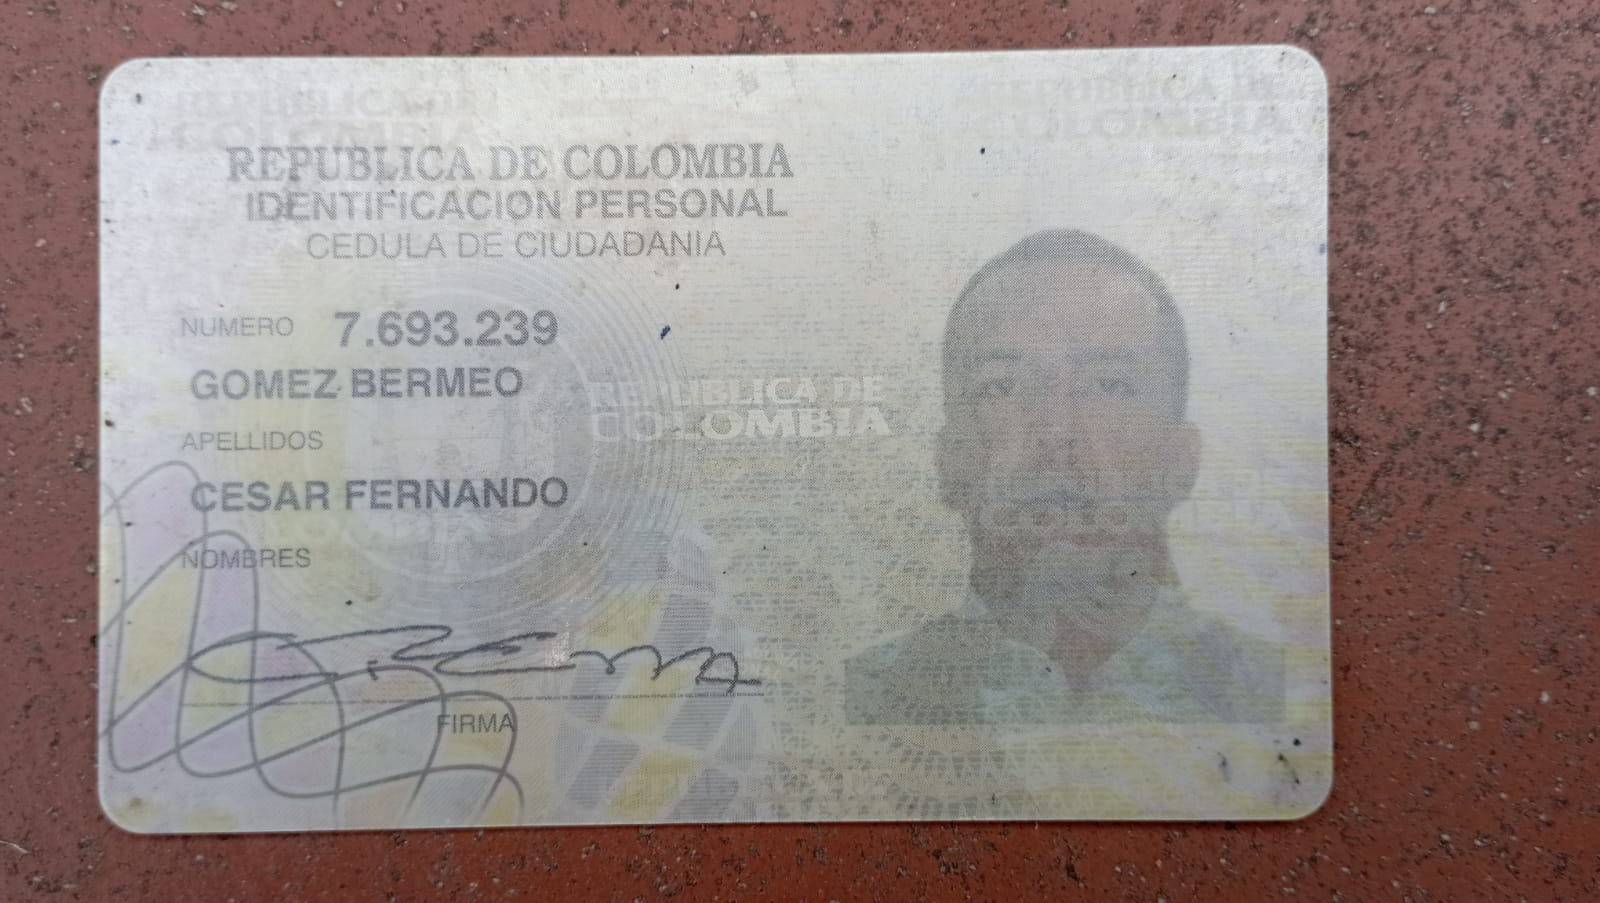 REPUBLICA DE
COLOMBIA
REPUBLICA DE
COLOMBIA
REPUBLICA DE COLOMBIA
IDENTIFICACION PERSONAL
CEDULA DE CIUDADANIA
NUMERO 7.693.239
GOMEZ BERMEO
APELLIDOS
REPUBLICA DE
COLOMBIA
CESAR FERNANDO
NOMBRES
FIRMA